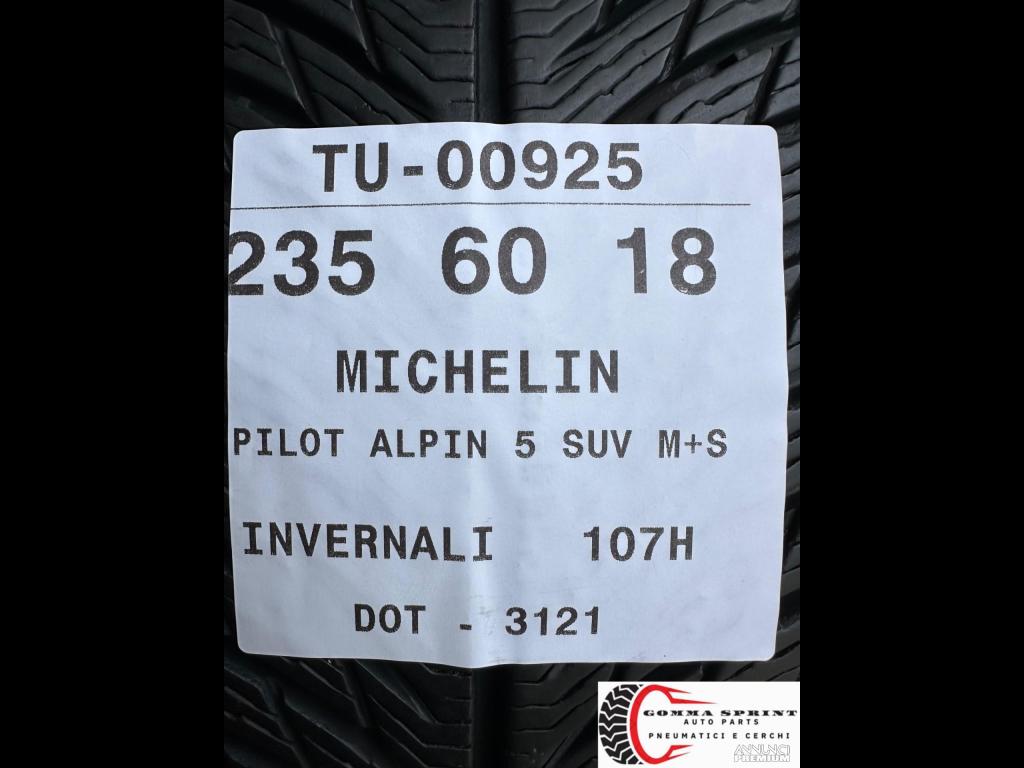 TU-00925
235 60 18
MICHELIN
PILOT ALPIN 5 SUV M+S
INVERNALI 107H
DOT - 3121
GOMMA SPRINT
AUTO PARTS
PNEUMATICI E CERCHI
ANNUNCI
PREMIUM